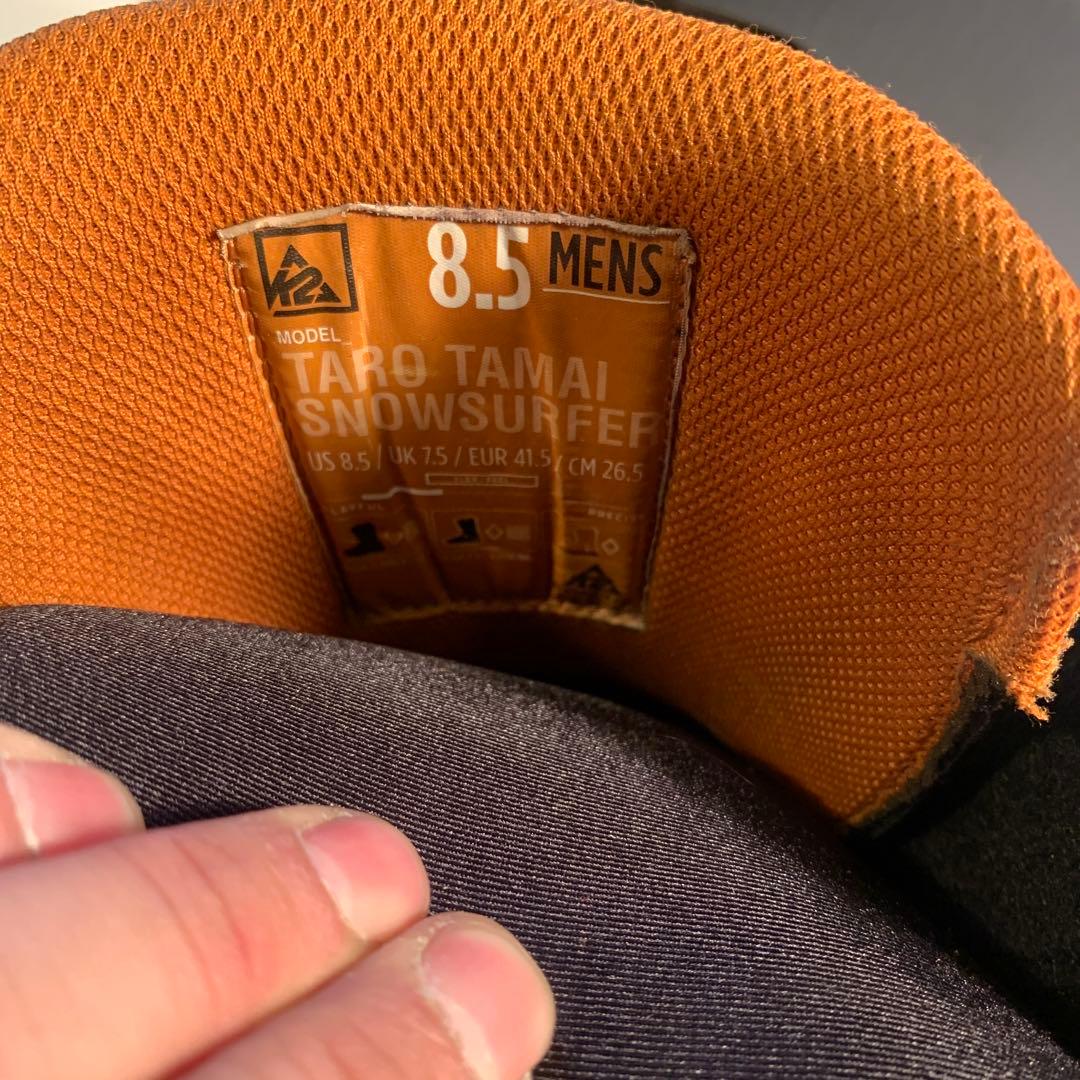 K2
8.5 MENS
MODEL_
TARO TAMAI
SNOWSURFER
US 8.5 / UK 7.5 / EUR 41.5 / CM 26.5